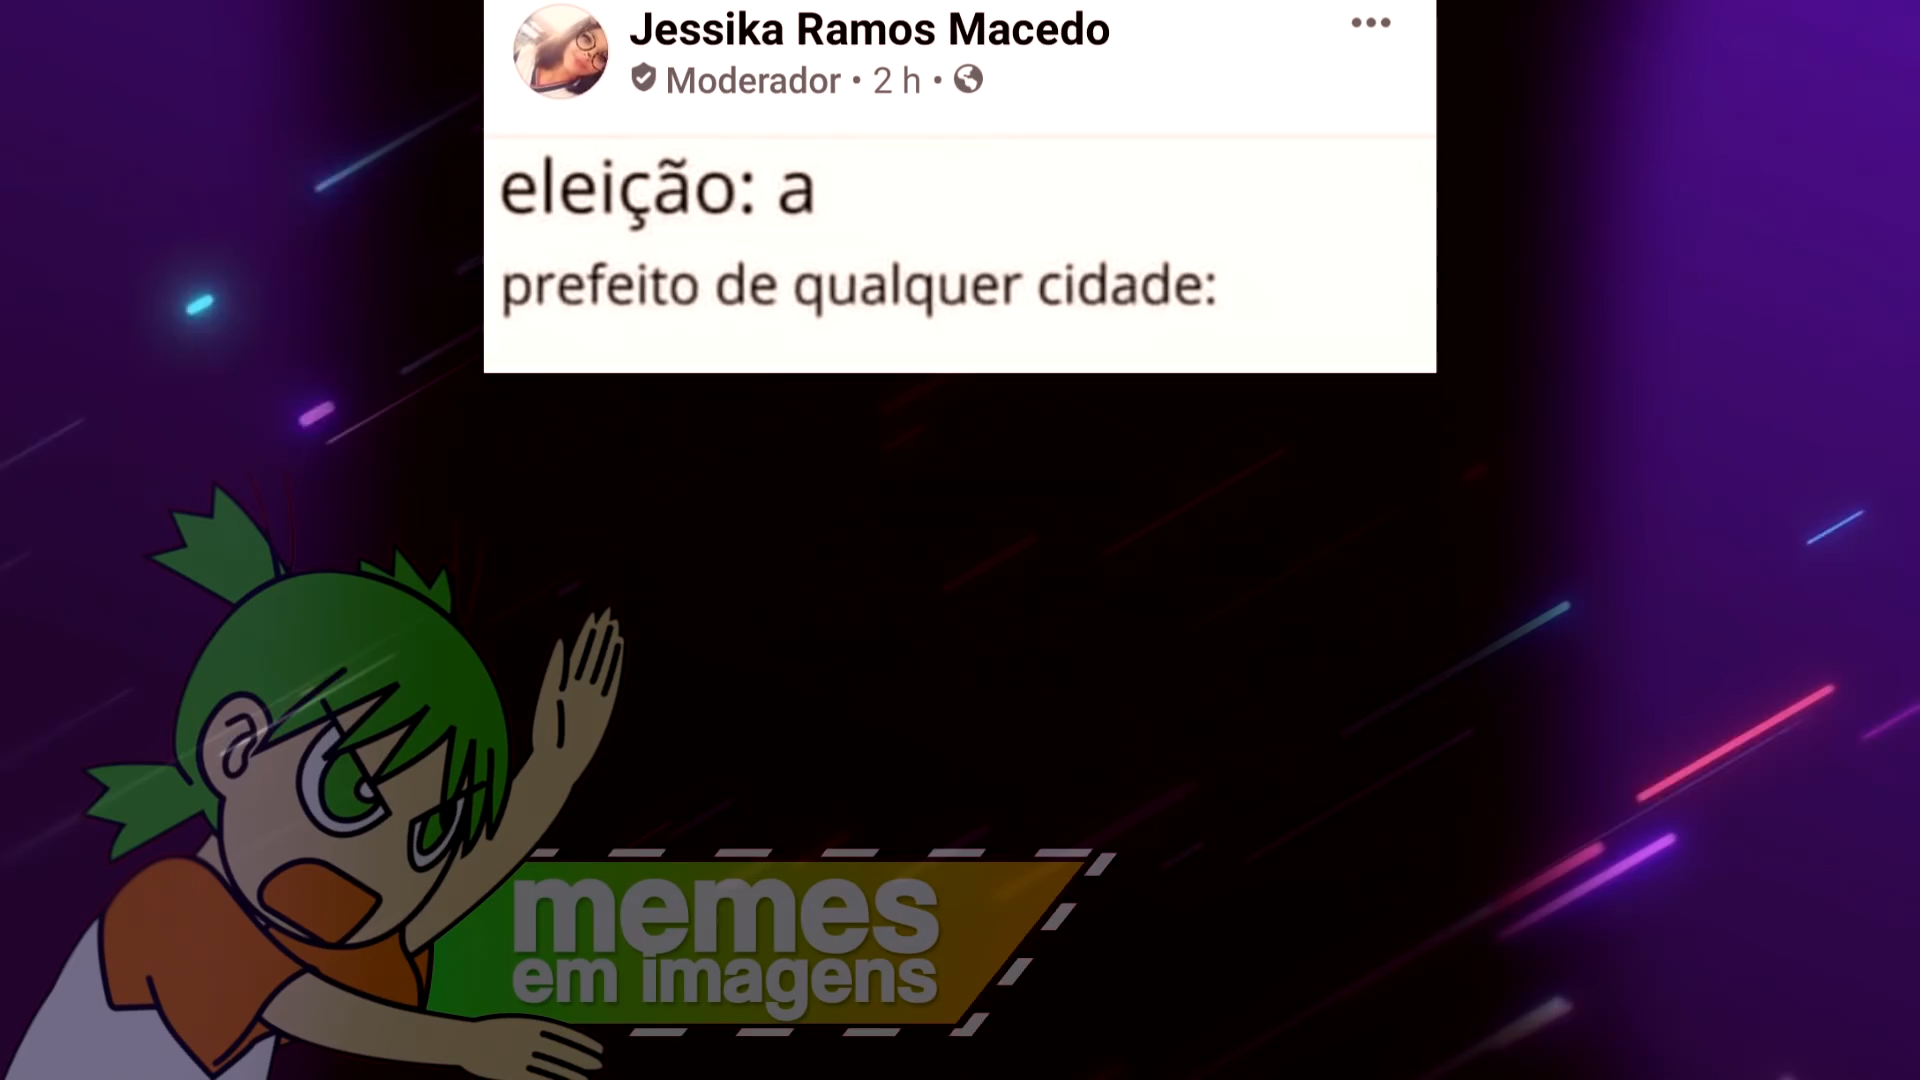 Jessika Ramos Macedo
Moderador • 2 h •
eleição: a
prefeito de qualquer cidade:
memes
em imagens